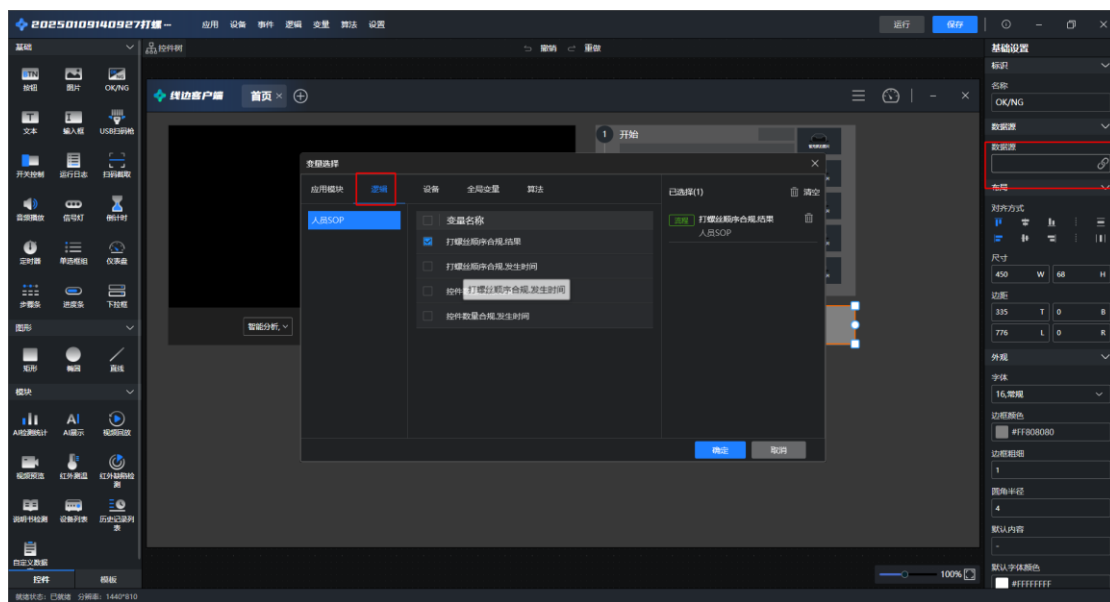 20250109140927打螺… 应用 设备 事件 逻辑 变量 算法 设置 运行 保存
基础 控件树 撤销 重做 基础设置
标识
BTN
按钮 图片 OK/NG
名称
OK/NG
线边客户端 首页 × +
T I
文本 输入框 USB扫码枪
数据源
数据源
1 开始
开关控制 运行日志 扫码截取
变量选择
应用模块 逻辑 设备 全局变量 算法
已选择(1) 清空
布局
对齐方式
音频播放 信号灯 倒计时
人员SOP 变量名称
流程 打螺丝顺序合规.结果
人员SOP
打螺丝顺序合规.结果
定时器 单选框组 仪表盘
打螺丝顺序合规.发生时间
尺寸
450 W 68 H
控件 打螺丝顺序合规.发生时间
步骤条 进度条 下拉框
边距
335 T 0 B
776 L 0 R
控件数量合规.发生时间
图形
智能分析,
矩形 椭圆 直线
外观
字体
16,常规
模块
边框颜色
#FF808080
AI检测统计 AI展示 视频回放
确定 取消
边框粗细
1
视频预览 红外测温 红外缺陷检测
圆角半径
4
说明书检测 设备列表 历史记录列表
默认内容
-
自定义数据
默认字体颜色
#FFFFFFFF
100%
控件 模板
就绪状态: 已就绪 分辨率: 1440*810